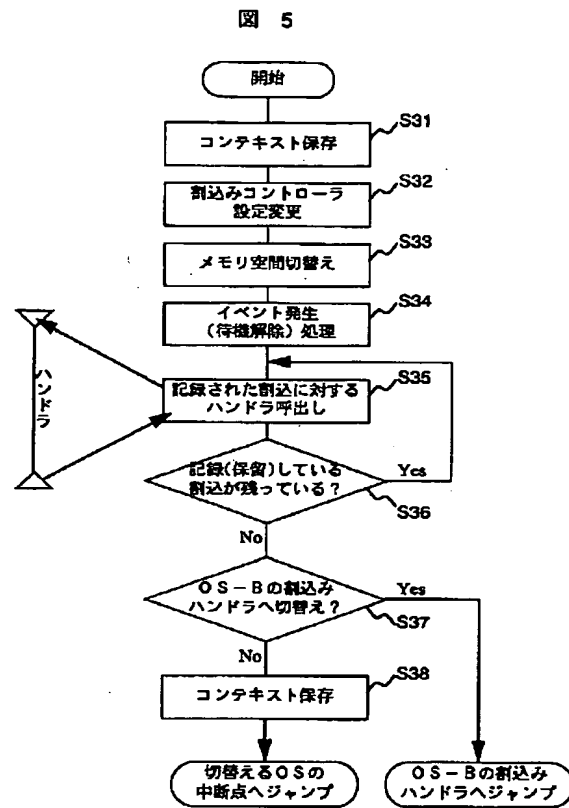 図 5
開始
コンテキスト保存
S31
割込みコントローラ
設定変更
S32
メモリ空間切替え
S33
イベント発生
(待機解除)処理
S34
ハンドラ
記録された割込に対する
ハンドラ呼出し
S35
記録(保留)している
割込が残っている?
Yes
S36
No
OS-Bの割込み
ハンドラへ切替え?
Yes
S37
No
コンテキスト保存
S38
切替えるOSの
中断点へジャンプ
OS-Bの割込み
ハンドラへジャンプ